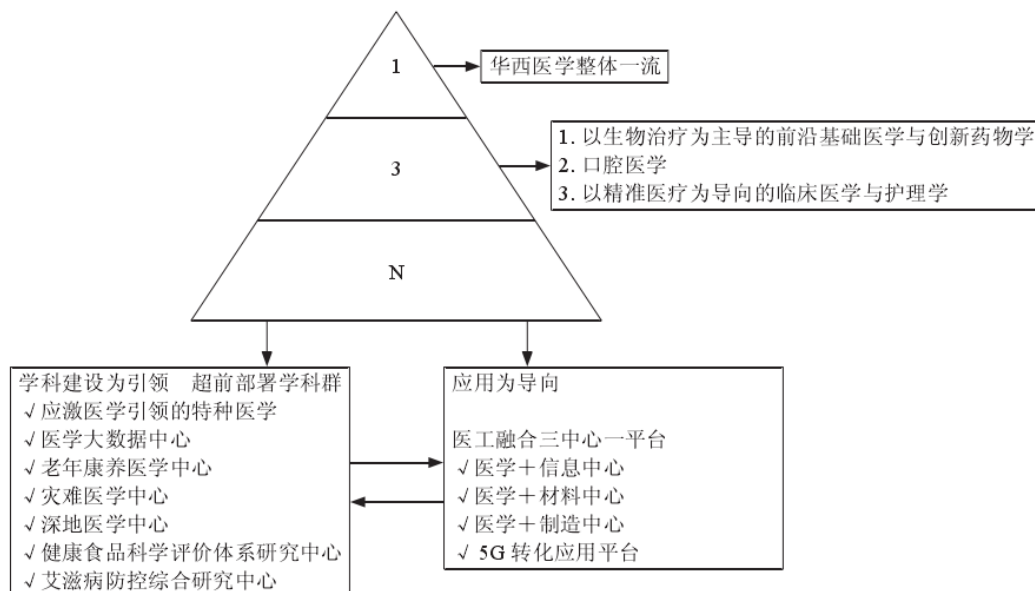 1
华西医学整体一流
3
1. 以生物治疗为主导的前沿基础医学与创新药物学
2. 口腔医学
3. 以精准医疗为导向的临床医学与护理学
N
学科建设为引领　超前部署学科群
√应激医学引领的特种医学
√医学大数据中心
√老年康养医学中心
√灾难医学中心
√深地医学中心
√健康食品科学评价体系研究中心
√艾滋病防控综合研究中心
应用为导向
医工融合三中心一平台
√医学＋信息中心
√医学＋材料中心
√医学＋制造中心
√ 5G 转化应用平台